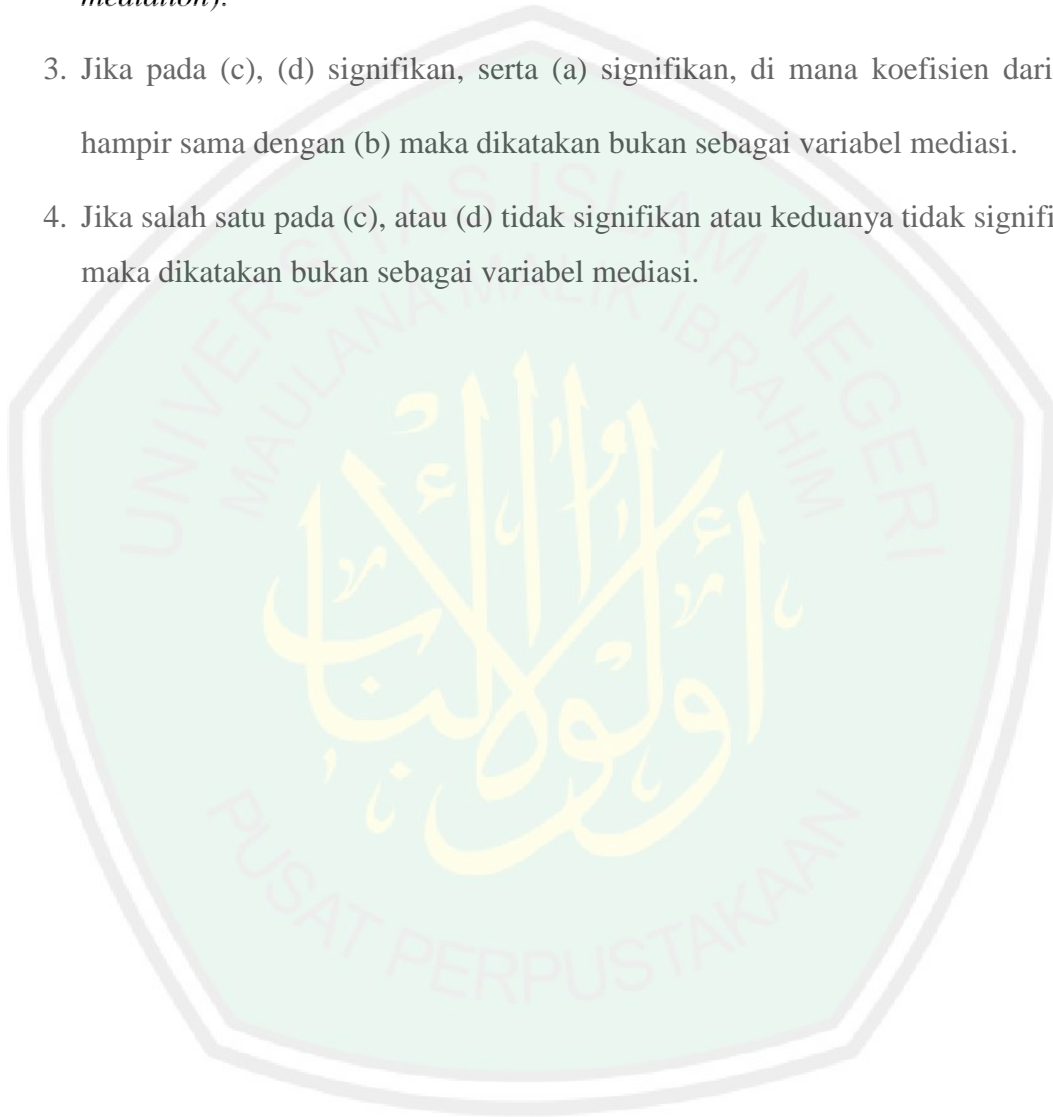 mediation).
3. Jika pada (c), (d) signifikan, serta (a) signifikan, di mana koefisien dari
hampir sama dengan (b) maka dikatakan bukan sebagai variabel mediasi.
4. Jika salah satu pada (c), atau (d) tidak signifikan atau keduanya tidak signifi
maka dikatakan bukan sebagai variabel mediasi.
UNIVERSITAS ISLAM NEGERI
MAULANA MALIK IBRAHIM
أولوا الألباب
PUSAT PERPUSTAKAAN